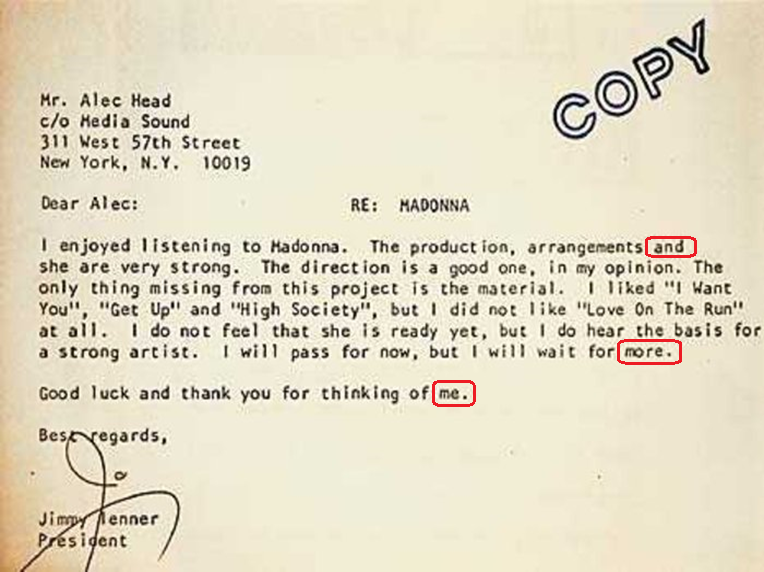 COPY
Mr. Alec Head
c/o Media Sound
311 West 57th Street
New York, N.Y. 10019
Dear Alec: RE: MADONNA
I enjoyed listening to Madonna. The production, arrangements and
she are very strong. The direction is a good one, in my opinion. The
only thing missing from this project is the material. I liked "I Want
You", "Get Up" and "High Society", but I did not like "Love On The Run"
at all. I do not feel that she is ready yet, but I do hear the basis for
a strong artist. I will pass for now, but I will wait for more.
Good luck and thank you for thinking of me.
Best regards,
Jimmy Ienner
President